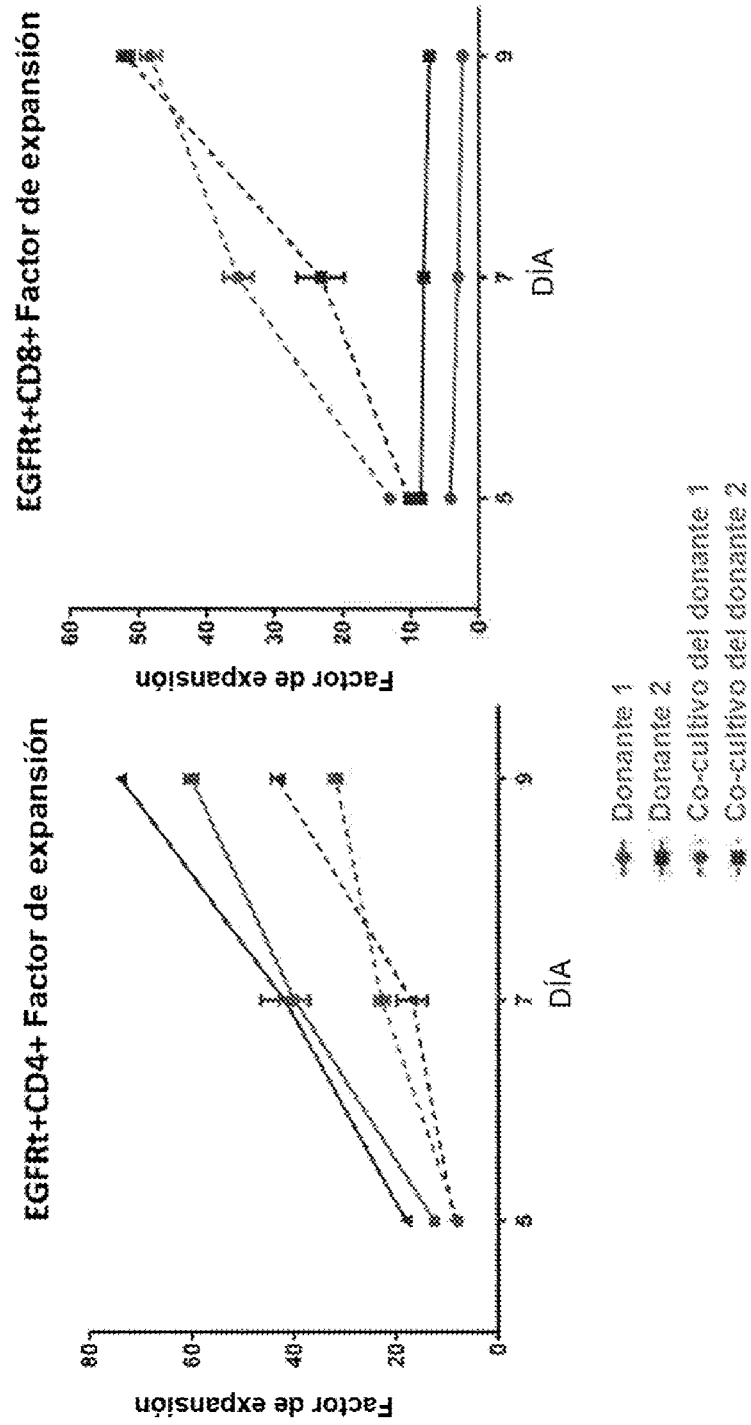 EGFRt+CD4+ Factor de expansión
Factor de expansión
80
60
40
20
0
5
7
9
DÍA
EGFRt+CD8+ Factor de expansión
Factor de expansión
60
50
40
30
20
10
0
5
7
9
DÍA
Donante 1
Donante 2
Co-cultivo del donante 1
Co-cultivo del donante 2